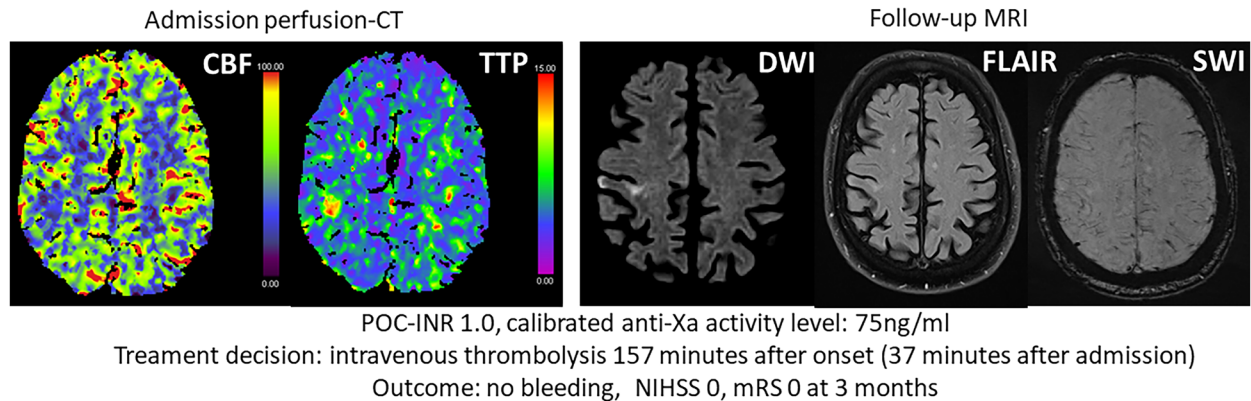 Admission perfusion-CT
Follow-up MRI
CBF
100.00
0.00
TTP
15.00
0.00
DWI
FLAIR
SWI
POC-INR 1.0, calibrated anti-Xa activity level: 75ng/ml
Treament decision: intravenous thrombolysis 157 minutes after onset (37 minutes after admission)
Outcome: no bleeding, NIHSS 0, mRS 0 at 3 months